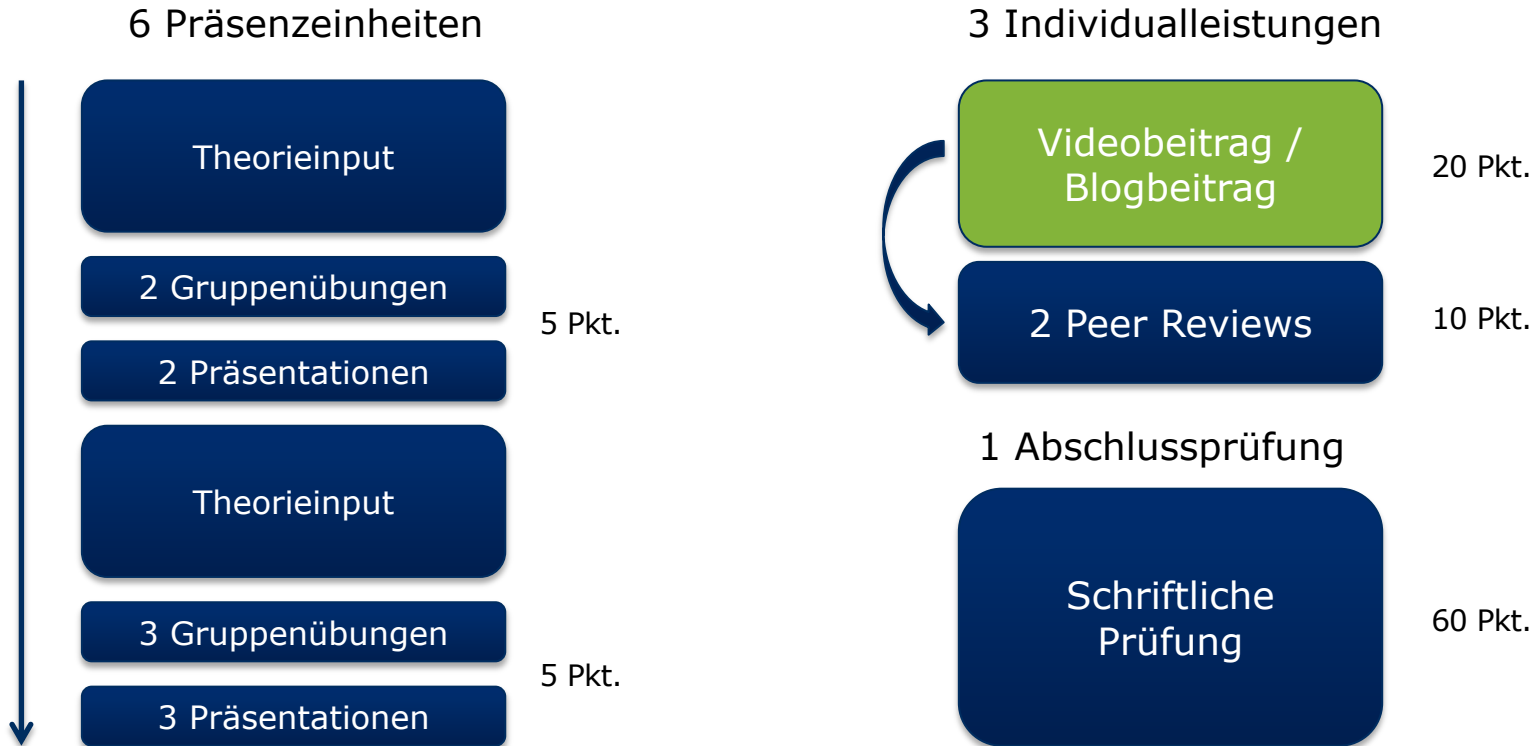 6 Präsenzeinheiten
Theorieinput
2 Gruppenübungen
5 Pkt.
2 Präsentationen
Theorieinput
3 Gruppenübungen
5 Pkt.
3 Präsentationen
3 Individualleistungen
Videobeitrag /
Blogbeitrag
20 Pkt.
2 Peer Reviews
10 Pkt.
1 Abschlussprüfung
Schriftliche
Prüfung
60 Pkt.